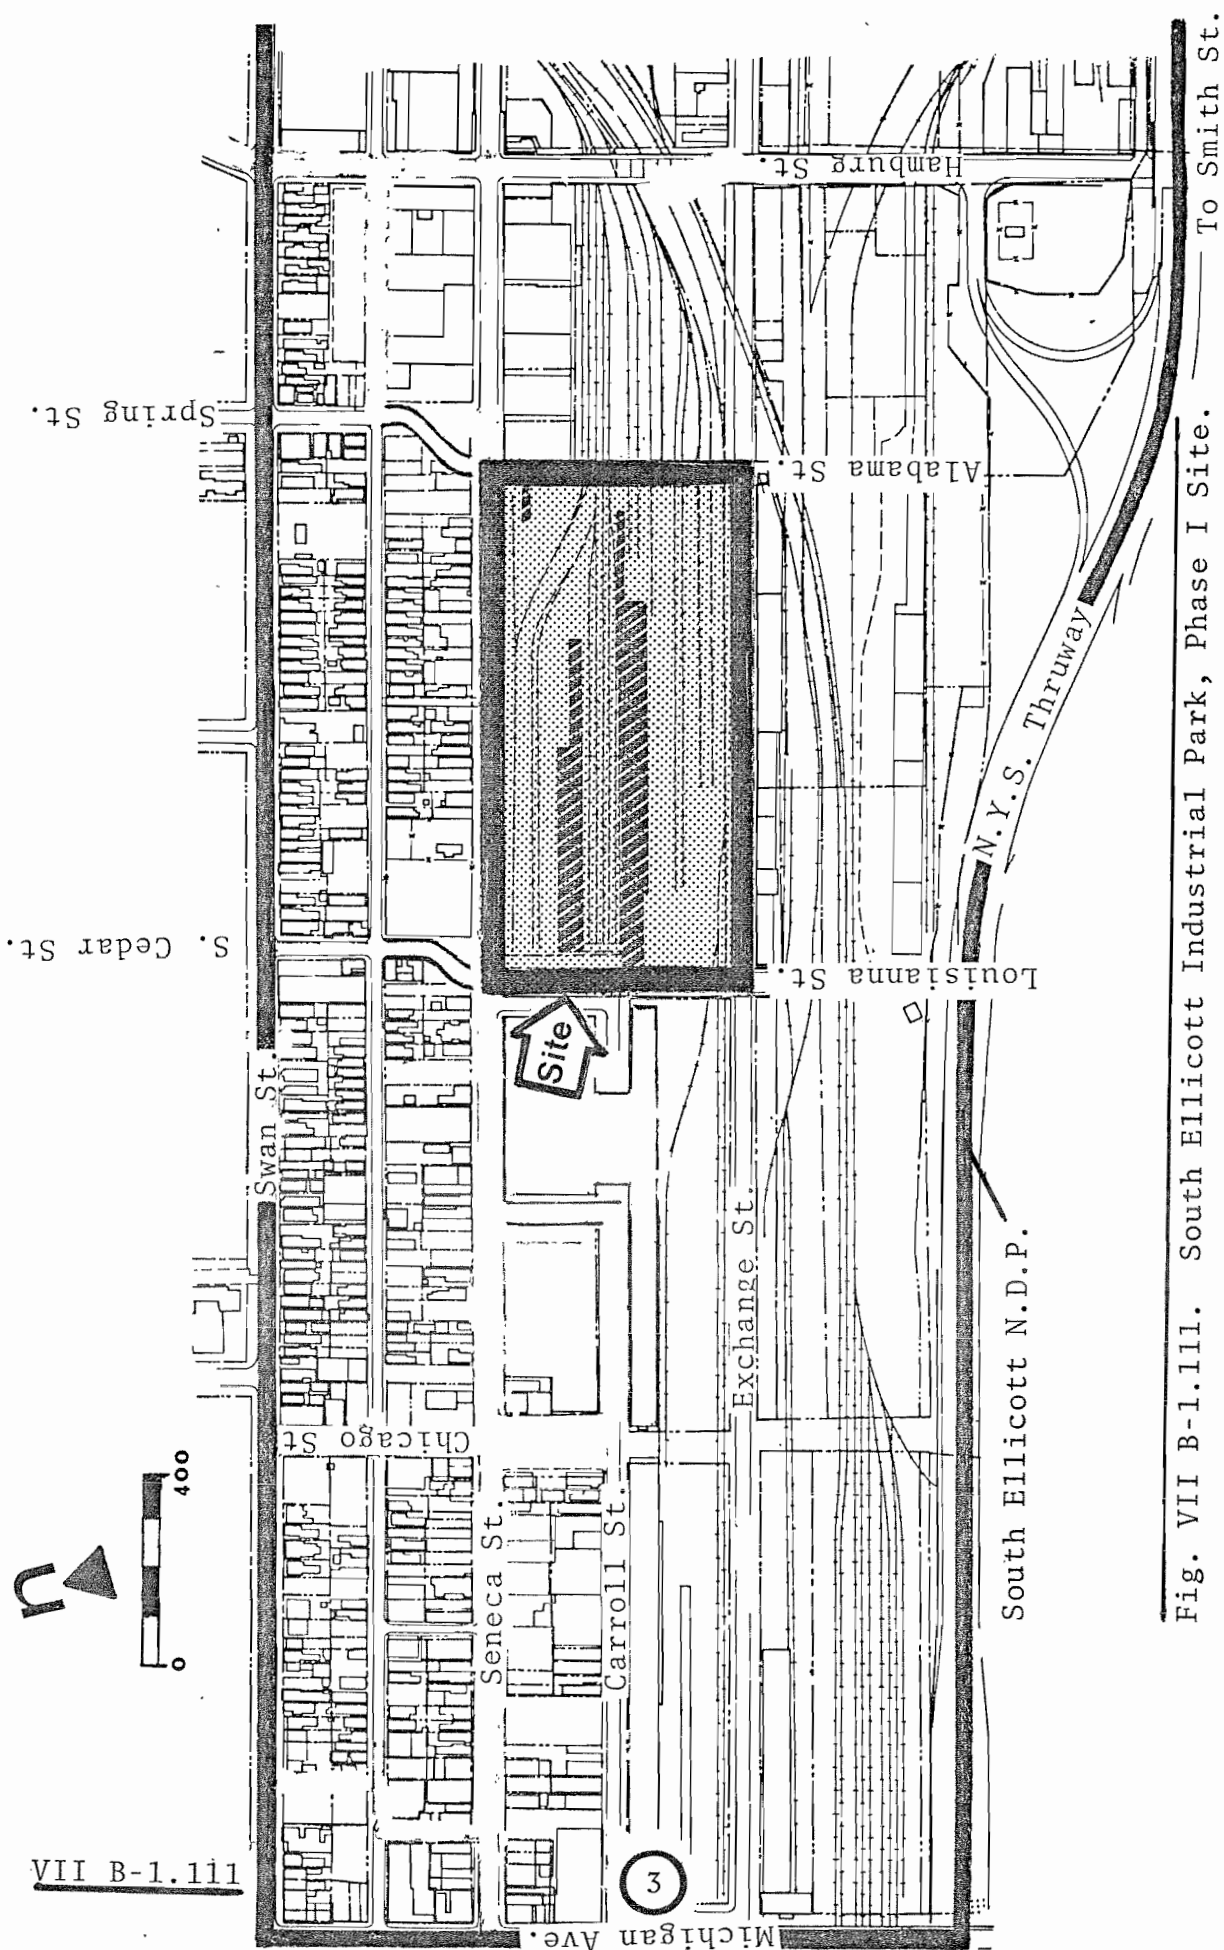 VII B-1.111
n
0
400
Swan St.
S. Cedar St.
Spring St.
Chicago St
Seneca St.
Carroll St.
Exchange St.
Michigan Ave.
3
Site
Louisianna St.
Alabama St.
Hamburg St.
N.Y.S. Thruway
South Ellicott N.D.P.
To Smith St.
Fig. VII B-1.111. South Ellicott Industrial Park, Phase I Site.